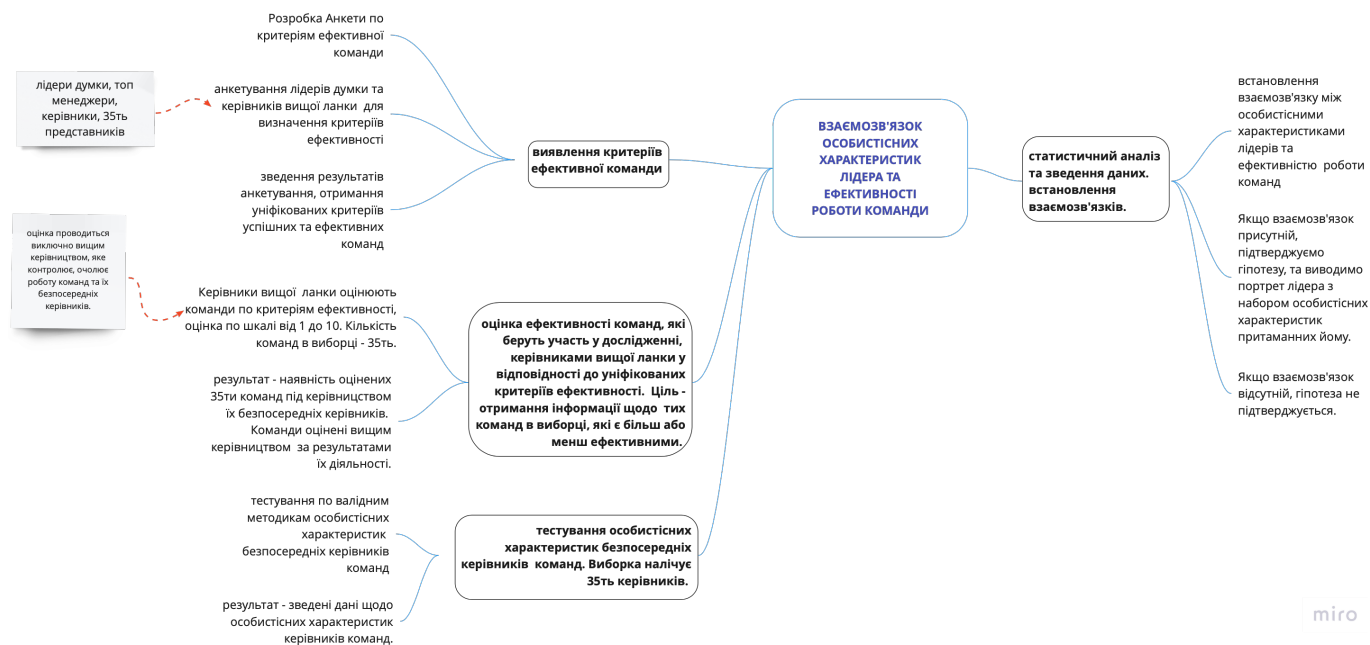 Розробка Анкети по
критеріям ефективної
команди
лідери думки, топ
менеджери,
керівники, 35ть
представників
анкетування лідерів думки та
керівників вищої ланки для
визначення критеріїв
ефективності
зведення результатів
анкетування, отримання
уніфікованих критеріїв
успішних та ефективних
команд
виявлення критеріїв
ефективної команди
оцінка проводиться
виключно вищим
керівництвом, яке
контролює, очолює
роботу команд та їх
безпосередніх
керівників.
Керівники вищої ланки оцінюють
команди по критеріям ефективності,
оцінка по шкалі від 1 до 10. Кількість
команд в виборці - 35ть.
результат - наявність оцінених
35ти команд під керівництвом
їх безпосередніх керівників.
Команди оцінені вищим
керівництвом за результатами
їх діяльності.
оцінка ефективності команд, які
беруть участь у дослідженні,
керівниками вищої ланки у
відповідності до уніфікованих
критеріїв ефективності. Ціль -
отримання інформації щодо тих
команд в виборці, які є більш або
менш ефективними.
тестування по валідним
методикам особистісних
характеристик
безпосередніх керівників
команд
результат - зведені дані щодо
особистісних характеристик
керівників команд.
тестування особистісних
характеристик безпосередніх
керівників команд. Виборка налічує
35ть керівників.
ВЗАЄМОЗВ'ЯЗОК
ОСОБИСТІСНИХ
ХАРАКТЕРИСТИК
ЛІДЕРА ТА
ЕФЕКТИВНОСТІ
РОБОТИ КОМАНДИ
статистичний аналіз
та зведення даних.
встановлення
взаємозв'язків.
встановлення
взаємозв'язку між
особистісними
характеристиками
лідерів та
ефективністю роботи
команд
Якщо взаємозв'язок
присутній,
підтверджуємо
гіпотезу, та виводимо
портрет лідера з
набором особистісних
характеристик
притаманних йому.
Якщо взаємозв'язок
відсутній, гіпотеза не
підтверджується.
miro